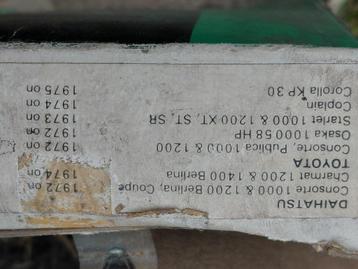 DAIHATSU
Consorte 1000 & 1200 Berlina, Coupe 1972 on
Charmat 1200 & 1400 Berlina 1974 on
TOYOTA
Consorte, Publica 1000 & 1200 1972 on
Osaka 1000 58 HP 1972 on
Starlet 1000 & 1200 XT, ST, SR 1973 on
Coplain 1974 on
Corolla KP 30 1975 on